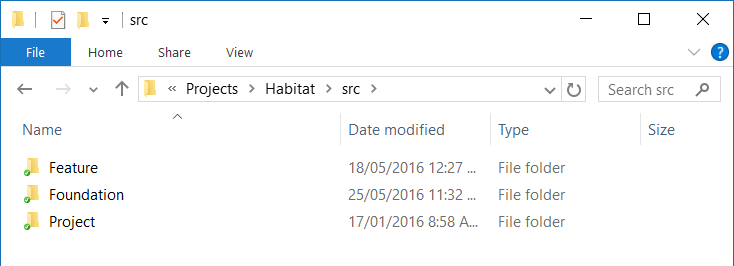 src
File Home Share View ?
« Projects > Habitat > src > Search src
Name Date modified Type Size
Feature 18/05/2016 12:27 ... File folder
Foundation 25/05/2016 11:32 ... File folder
Project 17/01/2016 8:58 A... File folder